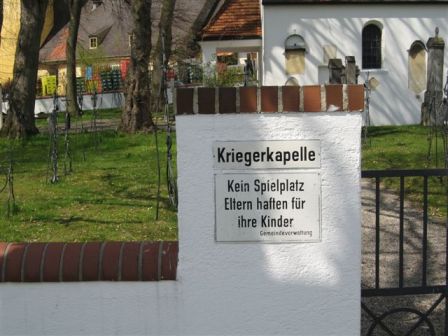 Kriegerkapelle
Kein Spielplatz
Eltern haften für
ihre Kinder
Gemeindeverwaltung